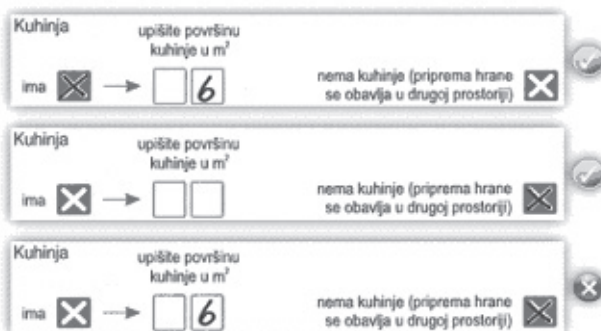 Kuhinja
upišite površinu
kuhinje u m²
ima
6
nema kuhinje (priprema hrane
se obavlja u drugoj prostoriji)
Kuhinja
upišite površinu
kuhinje u m²
ima
nema kuhinje (priprema hrane
se obavlja u drugoj prostoriji)
Kuhinja
upišite površinu
kuhinje u m²
ima
6
nema kuhinje (priprema hrane
se obavlja u drugoj prostoriji)